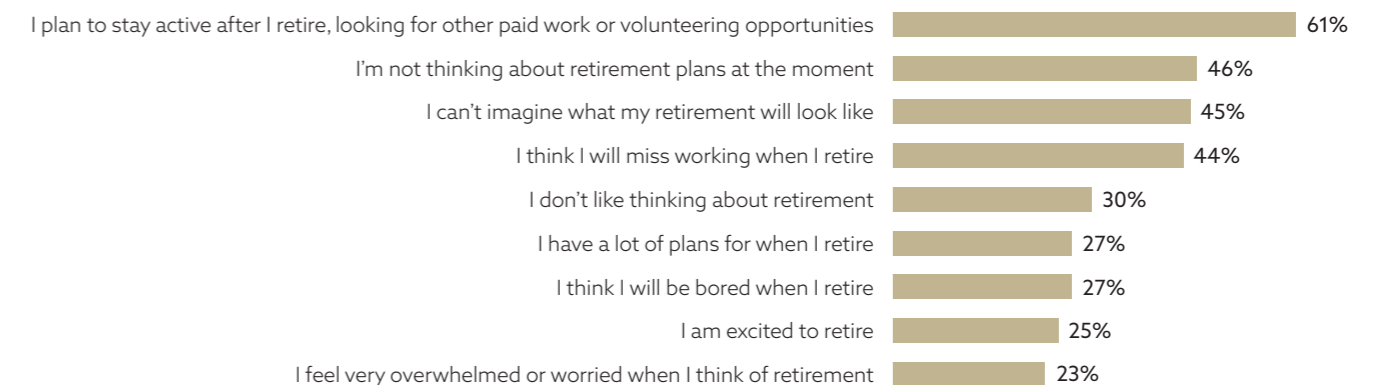 I plan to stay active after I retire, looking for other paid work or volunteering opportunities 61%
I'm not thinking about retirement plans at the moment 46%
I can't imagine what my retirement will look like 45%
I think I will miss working when I retire 44%
I don't like thinking about retirement 30%
I have a lot of plans for when I retire 27%
I think I will be bored when I retire 27%
I am excited to retire 25%
I feel very overwhelmed or worried when I think of retirement 23%